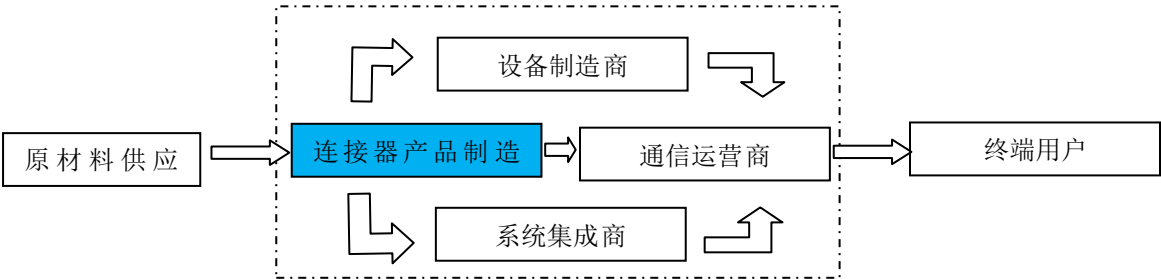 设备制造商
原材料供应
连接器产品制造
通信运营商
终端用户
系统集成商